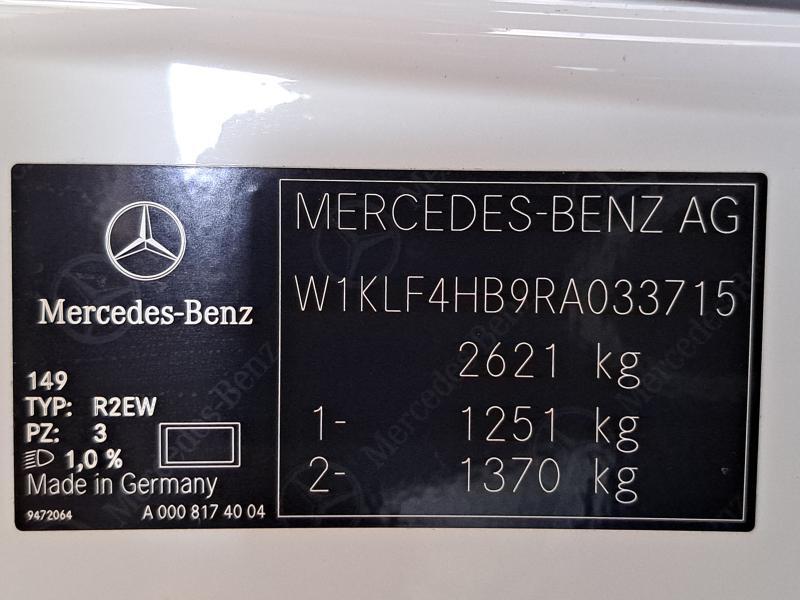 Mercedes-Benz
149
TYP: R2EW
PZ: 3
1,0 %
Made in Germany
9472064 A 000 817 40 04
MERCEDES-BENZ AG
W1KLF4HB9RA033715
2621 kg
1- 1251 kg
2- 1370 kg